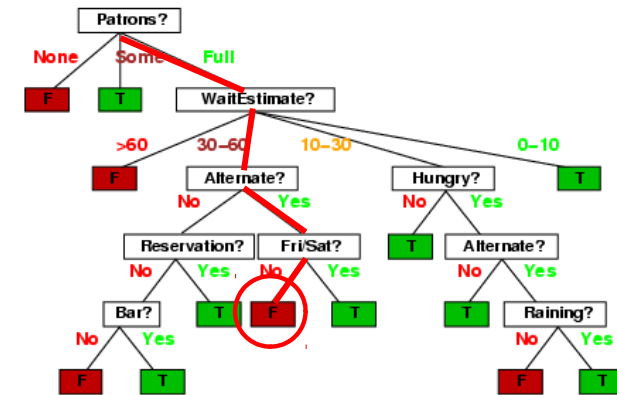 Patrons?
None Some Full
F T WaitEstimate?
>60 30–60 10–30 0–10
F Alternate? Hungry? T
No Yes No Yes
Reservation? Fri/Sat? T Alternate?
No Yes No Yes No Yes
Bar? T F T T Raining?
No Yes No Yes
F T F T